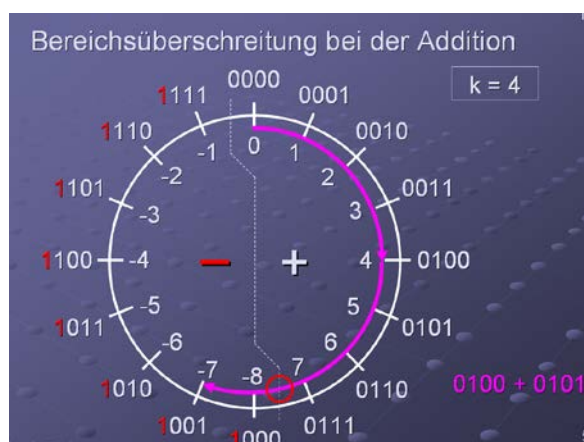 Bereichsüberschreitung bei der Addition
k = 4
0000
1111 0001
1110 0010
0
-1 1
-2 2
1101 0011
-3 3
1100 -4 − + 4 0100
-5 5
1011 0101
-6 6
-7 -8 7
1010 0110
0100 + 0101
1001 0111
1000